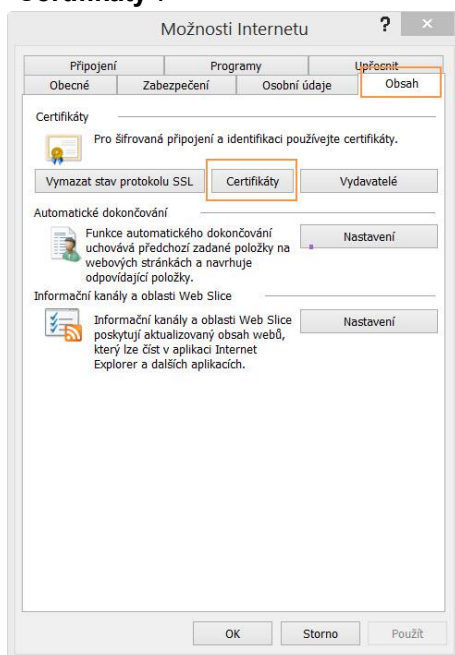 Možnosti Internetu ?
Připojení Programy Upřesnit
Obecné Zabezpečení Osobní údaje Obsah
Certifikáty
Pro šifrovaná připojení a identifikaci používejte certifikáty.
Vymazat stav protokolu SSL Certifikáty Vydavatelé
Automatické dokončování
Funkce automatického dokončování
uchovává předchozí zadané položky na
webových stránkách a navrhuje
odpovídající položky.
Nastavení
Informační kanály a oblasti Web Slice
Informační kanály a oblasti Web Slice
poskytují aktualizovaný obsah webů,
který lze číst v aplikaci Internet
Explorer a dalších aplikacích.
Nastavení
OK Storno Použít